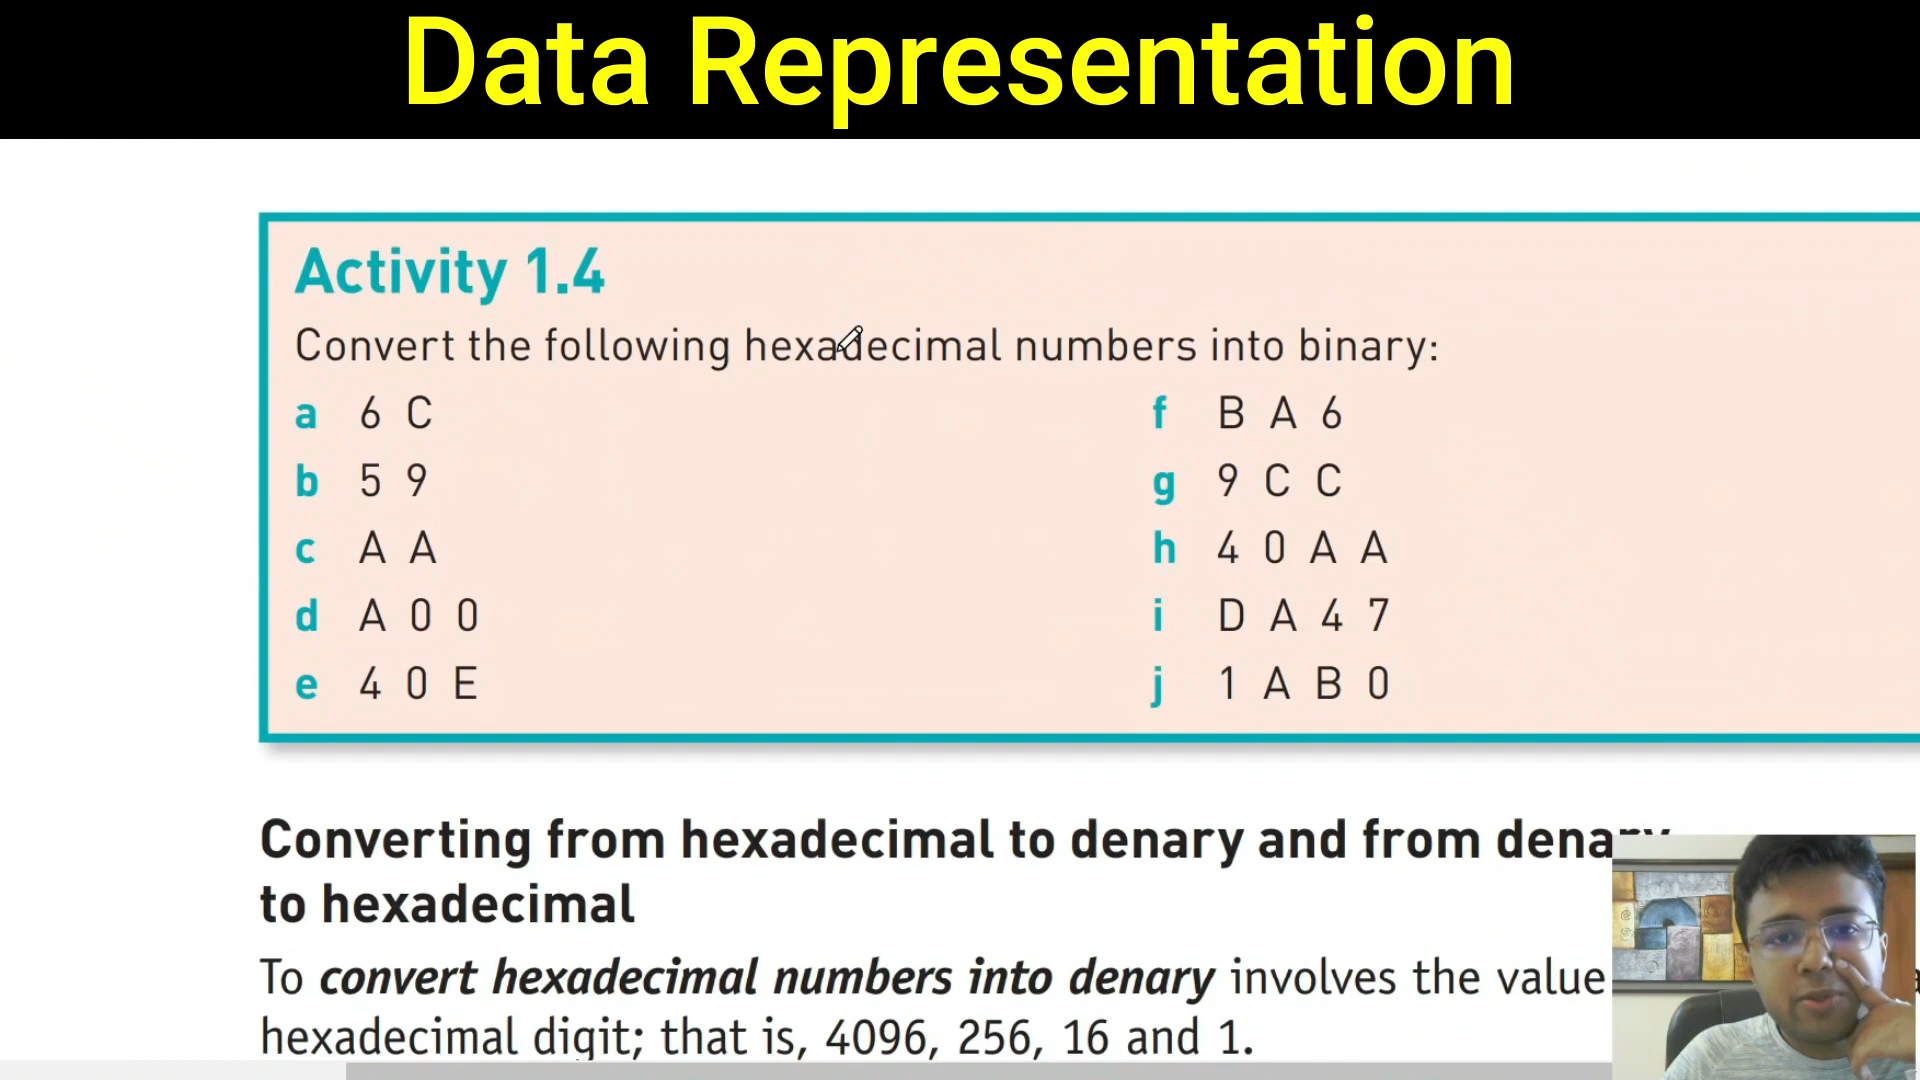 Data Representation
Activity 1.4
Convert the following hexadecimal numbers into binary:
a 6 C
b 5 9
c A A
d A 0 0
e 4 0 E
f B A 6
g 9 C C
h 4 0 A A
i D A 4 7
j 1 A B 0
Converting from hexadecimal to denary and from denary
to hexadecimal
To convert hexadecimal numbers into denary involves the value
hexadecimal digit; that is, 4096, 256, 16 and 1.